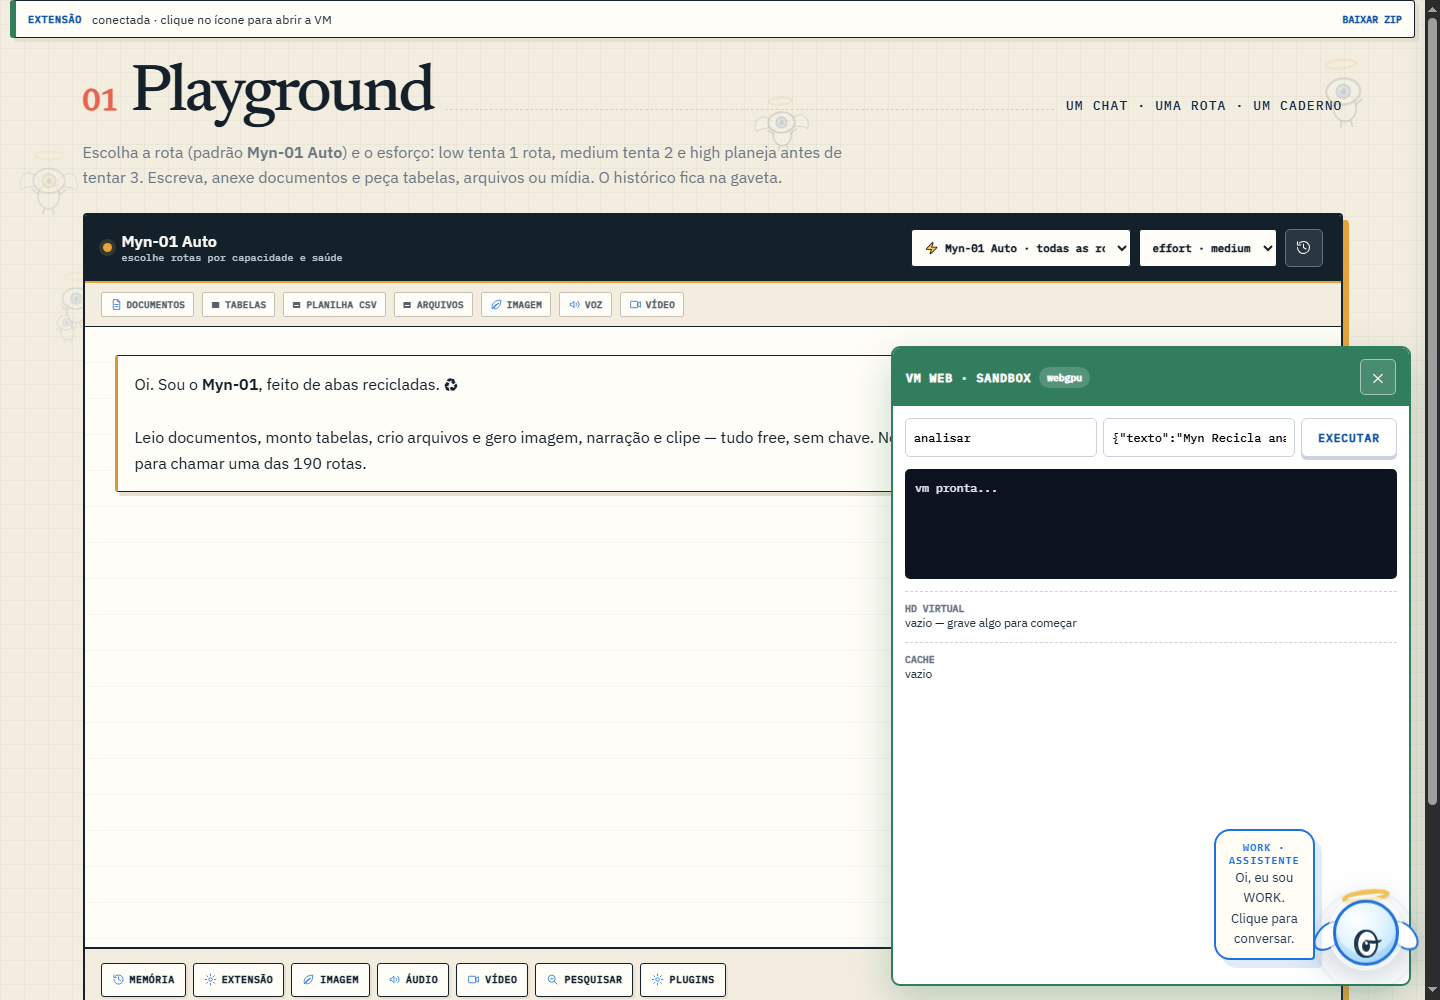 EXTENSÃO conectada · clique no ícone para abrir a VM BAIXAR ZIP
01 Playground UM CHAT · UMA ROTA · UM CADERNO
Escolha a rota (padrão Myn-01 Auto) e o esforço: low tenta 1 rota, medium tenta 2 e high planeja antes de
tentar 3. Escreva, anexe documentos e peça tabelas, arquivos ou mídia. O histórico fica na gaveta.
Myn-01 Auto
escolhe rotas por capacidade e saúde
Myn-01 Auto · todas as ro
effort · medium
DOCUMENTOS TABELAS PLANILHA CSV ARQUIVOS IMAGEM VOZ VÍDEO
Oi. Sou o Myn-01, feito de abas recicladas.
Leio documentos, monto tabelas, crio arquivos e gero imagem, narração e clipe — tudo free, sem chave.
para chamar uma das 190 rotas.
VM WEB · SANDBOX webgpu
analisar {"texto":"Myn Recicla ana EXECUTAR
vm pronta...
HD VIRTUAL
vazio — grave algo para começar
CACHE
vazio
WORK ·
ASSISTENTE
Oi, eu sou
WORK.
Clique para
conversar.
MEMÓRIA EXTENSÃO IMAGEM ÁUDIO VÍDEO PESQUISAR PLUGINS